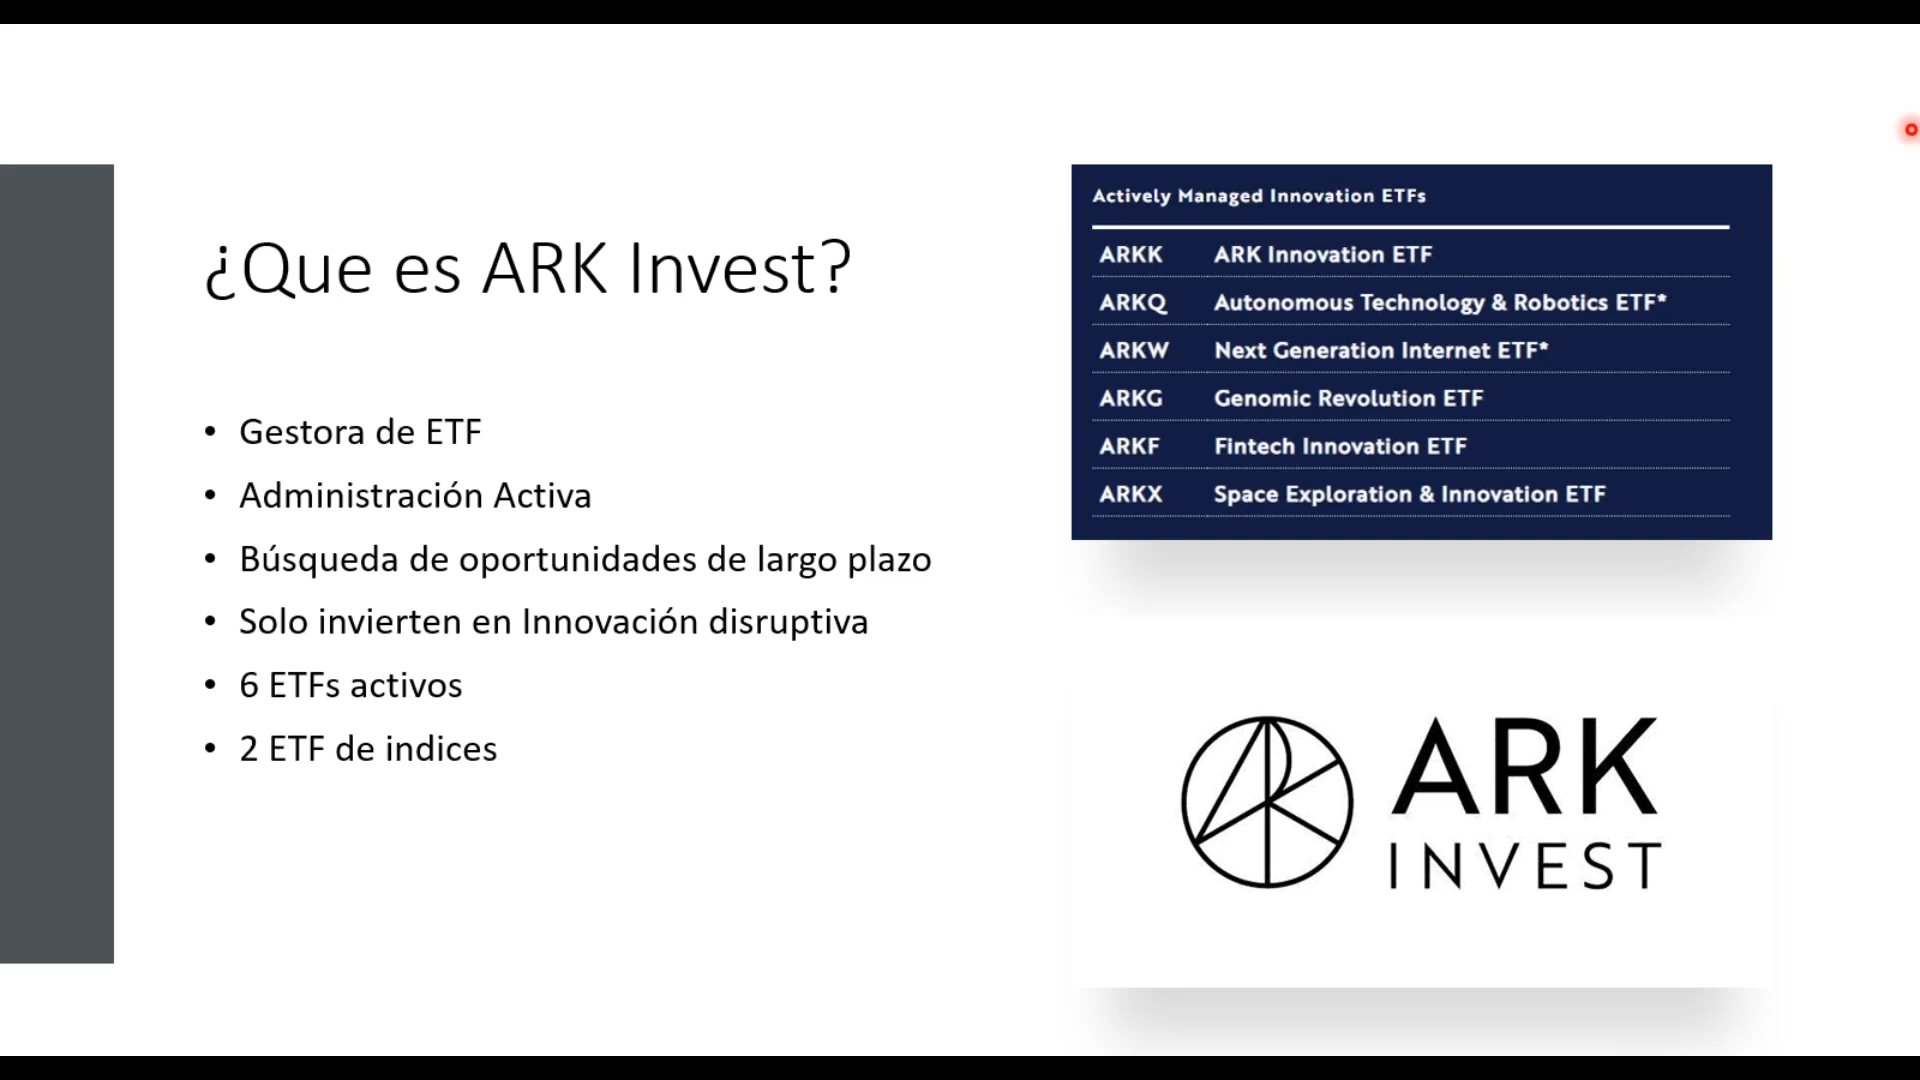 ¿Que es ARK Invest?
• Gestora de ETF
• Administración Activa
• Búsqueda de oportunidades de largo plazo
• Solo invierten en Innovación disruptiva
• 6 ETFs activos
• 2 ETF de indices
Actively Managed Innovation ETFs
ARKK ARK Innovation ETF
ARKQ Autonomous Technology & Robotics ETF*
ARKW Next Generation Internet ETF*
ARKG Genomic Revolution ETF
ARKF Fintech Innovation ETF
ARKX Space Exploration & Innovation ETF
ARK
INVEST